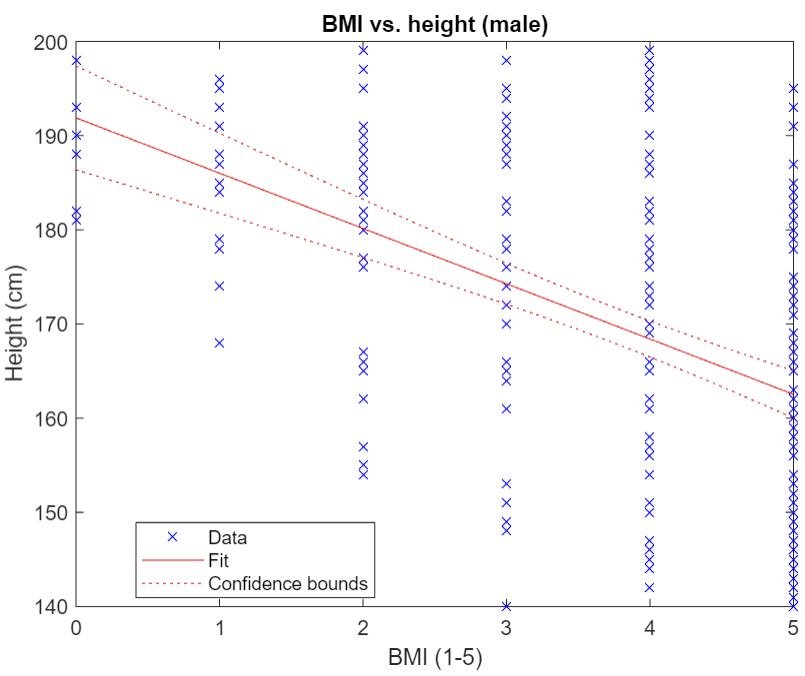 BMI vs. height (male)
200
190
180
170
160
150
140
Height (cm)
Data
Fit
Confidence bounds
0 1 2 3 4 5
BMI (1-5)